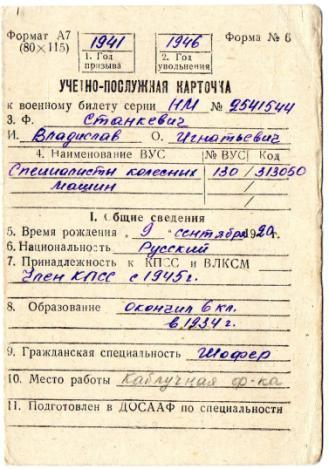 Формат А7 1941 1946 Форма № 6
(80×115) 1. Год призыва 2. Год увольнения
УЧЕТНО-ПОСЛУЖНАЯ КАРТОЧКА
к военному билету серии НМ № 9541544
3. Ф. Станкевич
И. Владислав О. Игнатьевич
4. Наименование ВУС № ВУС Код
Специалисты колесных 130 / 313050
машин / /
I. Общие сведения
5. Время рождения „9 сентября 1920г.
6. Национальность Русский
7. Принадлежность к КПСС и ВЛКСМ
Член КПСС с 1945г.
8. Образование окончил 6 кл.
в 1934 г.
9. Гражданская специальность Шофер
10. Место работы Каблучная ф-ка
11. Подготовлен в ДОСААФ по специальности